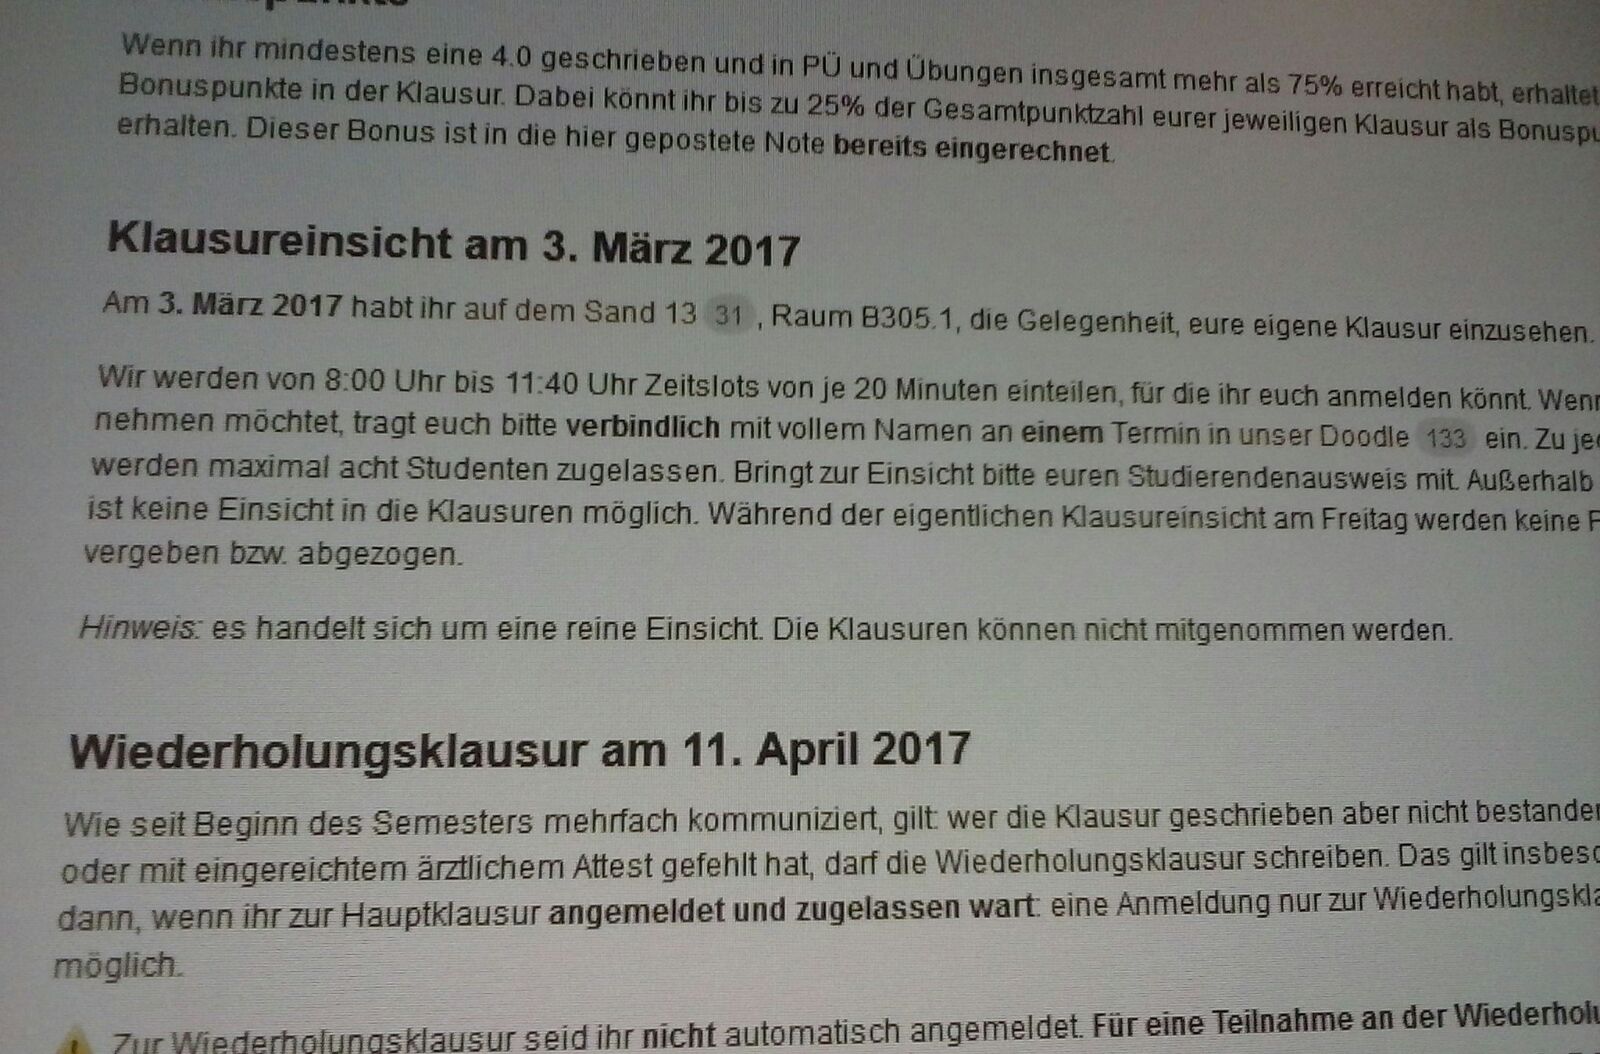 Wenn ihr mindestens eine 4.0 geschrieben und in PÜ und Übungen insgesamt mehr als 75% erreicht habt, erhaltet
Bonuspunkte in der Klausur. Dabei könnt ihr bis zu 25% der Gesamtpunktzahl eurer jeweiligen Klausur als Bonuspu
erhalten. Dieser Bonus ist in die hier gepostete Note bereits eingerechnet.
Klausureinsicht am 3. März 2017
Am 3. März 2017 habt ihr auf dem Sand 13 31 , Raum B305.1, die Gelegenheit, eure eigene Klausur einzusehen.
Wir werden von 8:00 Uhr bis 11:40 Uhr Zeitslots von je 20 Minuten einteilen, für die ihr euch anmelden könnt. Wenn
nehmen möchtet, tragt euch bitte verbindlich mit vollem Namen an einem Termin in unser Doodle 133 ein. Zu je
werden maximal acht Studenten zugelassen. Bringt zur Einsicht bitte euren Studierendenausweis mit. Außerhalb
ist keine Einsicht in die Klausuren möglich. Während der eigentlichen Klausureinsicht am Freitag werden keine
vergeben bzw. abgezogen.
Hinweis: es handelt sich um eine reine Einsicht. Die Klausuren können nicht mitgenommen werden.
Wiederholungsklausur am 11. April 2017
Wie seit Beginn des Semesters mehrfach kommuniziert, gilt: wer die Klausur geschrieben aber nicht bestanden
oder mit eingereichtem ärztlichem Attest gefehlt hat, darf die Wiederholungsklausur schreiben. Das gilt insbeso
dann, wenn ihr zur Hauptklausur angemeldet und zugelassen wart: eine Anmeldung nur zur Wiederholungskla
möglich.
Zur Wiederholungsklausur seid ihr nicht automatisch angemeldet. Für eine Teilnahme an der Wiederholu